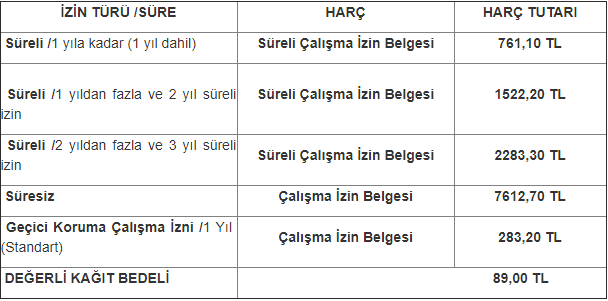 İZİN TÜRÜ /SÜRE HARÇ HARÇ TUTARI
Süreli /1 yıla kadar (1 yıl dahil) Süreli Çalışma İzin Belgesi 761,10 TL
Süreli /1 yıldan fazla ve 2 yıl süreli izin Süreli Çalışma İzin Belgesi 1522,20 TL
Süreli /2 yıldan fazla ve 3 yıl süreli izin Süreli Çalışma İzin Belgesi 2283,30 TL
Süresiz Çalışma İzin Belgesi 7612,70 TL
Geçici Koruma Çalışma İzni /1 Yıl (Standart) Çalışma İzin Belgesi 283,20 TL
DEĞERLİ KAĞIT BEDELİ 89,00 TL